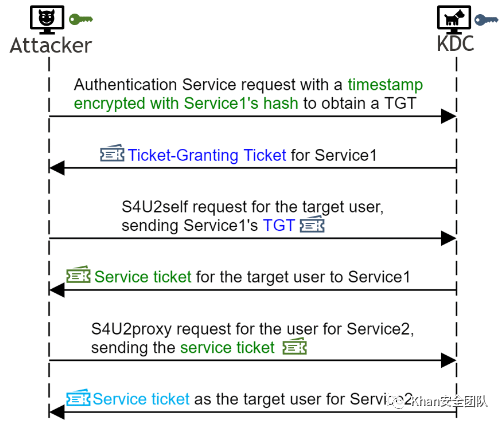 Attacker
KDC
Authentication Service request with a timestamp
encrypted with Service1's hash to obtain a TGT
Ticket-Granting Ticket for Service1
S4U2self request for the target user,
sending Service1's TGT
Service ticket for the target user to Service1
S4U2proxy request for the user for Service2,
sending the service ticket
Service ticket as the target user for Service2
Khan安全团队